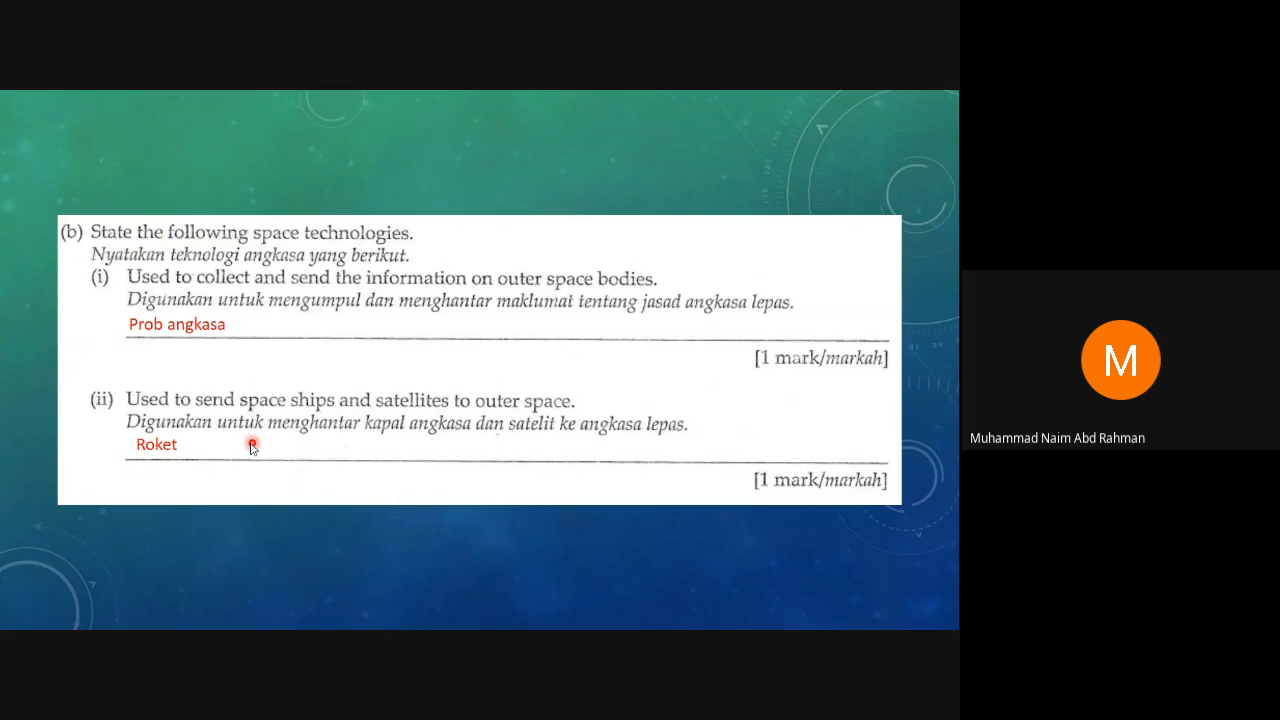 (b) State the following space technologies.
Nyatakan teknologi angkasa yang berikut.
(i) Used to collect and send the information on outer space bodies.
Digunakan untuk mengumpul dan menghantar maklumat tentang jasad angkasa lepas.
Prob angkasa
[1 mark/markah]
(ii) Used to send space ships and satellites to outer space.
Digunakan untuk menghantar kapal angkasa dan satelit ke angkasa lepas.
Roket
[1 mark/markah]
M
Muhammad Naim Abd Rahman